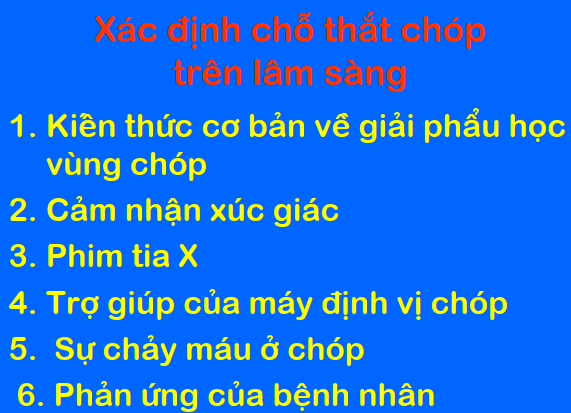 Xác định chỗ thắt chóp
trên lâm sàng
1. Kiến thức cơ bản về giải phẩu học
vùng chóp
2. Cảm nhận xúc giác
3. Phim tia X
4. Trợ giúp của máy định vị chóp
5. Sự chảy máu ở chóp
6. Phản ứng của bệnh nhân